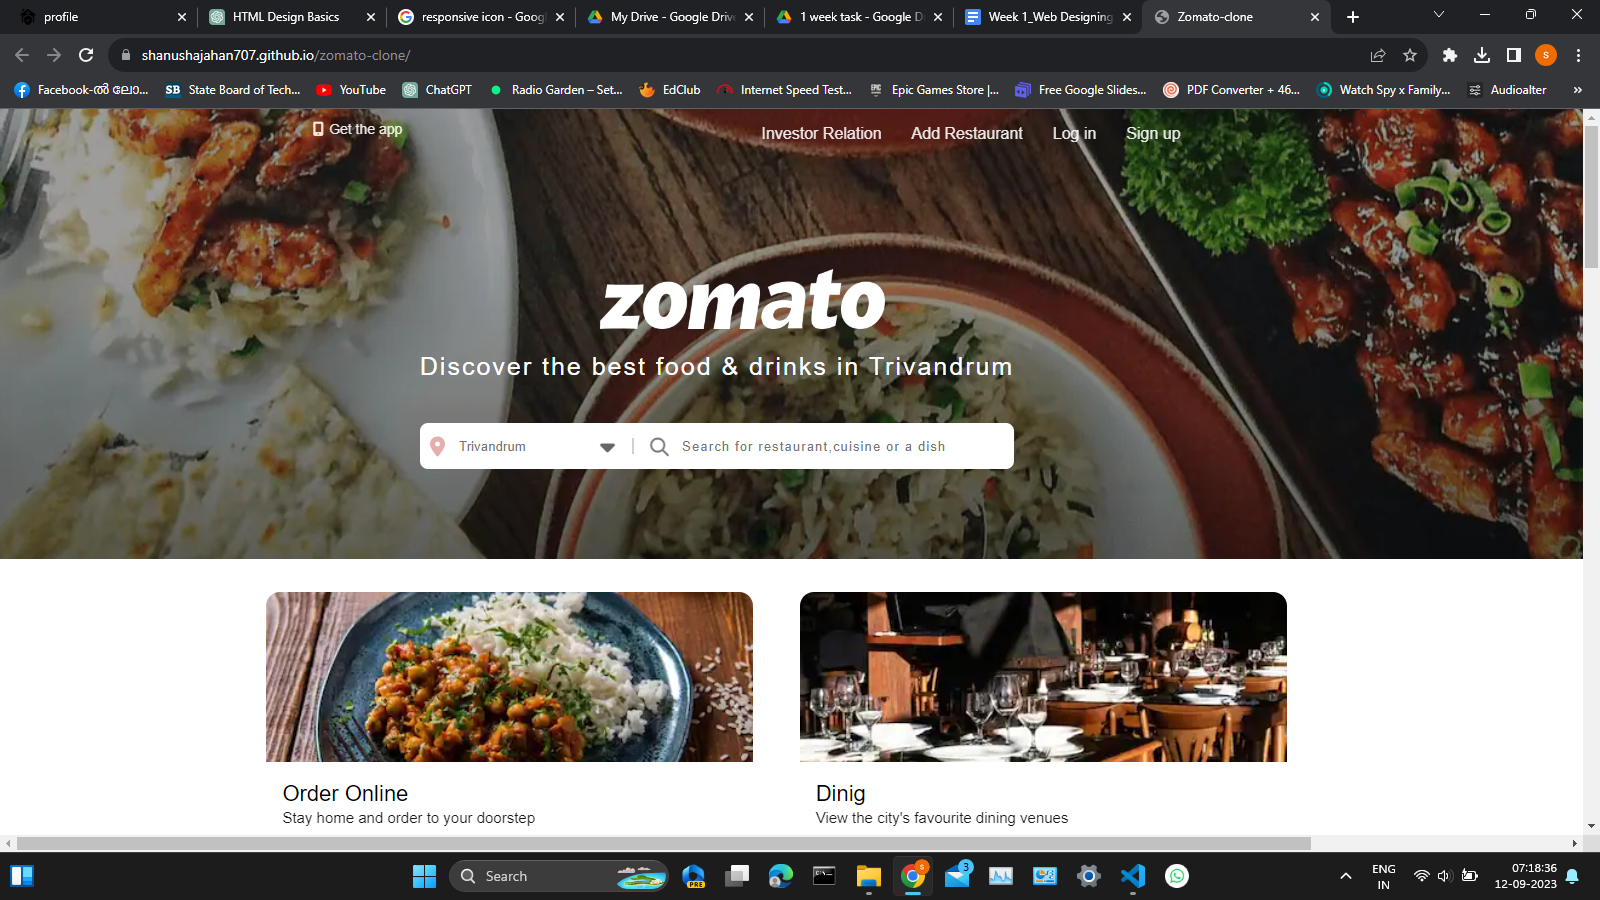 profile
HTML Design Basics
responsive icon - Goog
My Drive - Google Drive
1 week task - Google D
Week 1_Web Designing
Zomato-clone
shanushajahan707.github.io/zomato-clone/
S
Facebook-ൽ ലോ...
SB State Board of Tech...
YouTube
ChatGPT
Radio Garden – Set...
EdClub
Internet Speed Test...
Epic Games Store |...
Free Google Slides...
PDF Converter + 46...
Watch Spy x Family...
Audioalter
»
Get the app
Investor Relation
Add Restaurant
Log in
Sign up
zomato
Discover the best food & drinks in Trivandrum
Trivandrum
Search for restaurant,cuisine or a dish
Order Online
Stay home and order to your doorstep
Dinig
View the city's favourite dining venues
Search
PRE
S
3
ENG
IN
07:18:36
12-09-2023